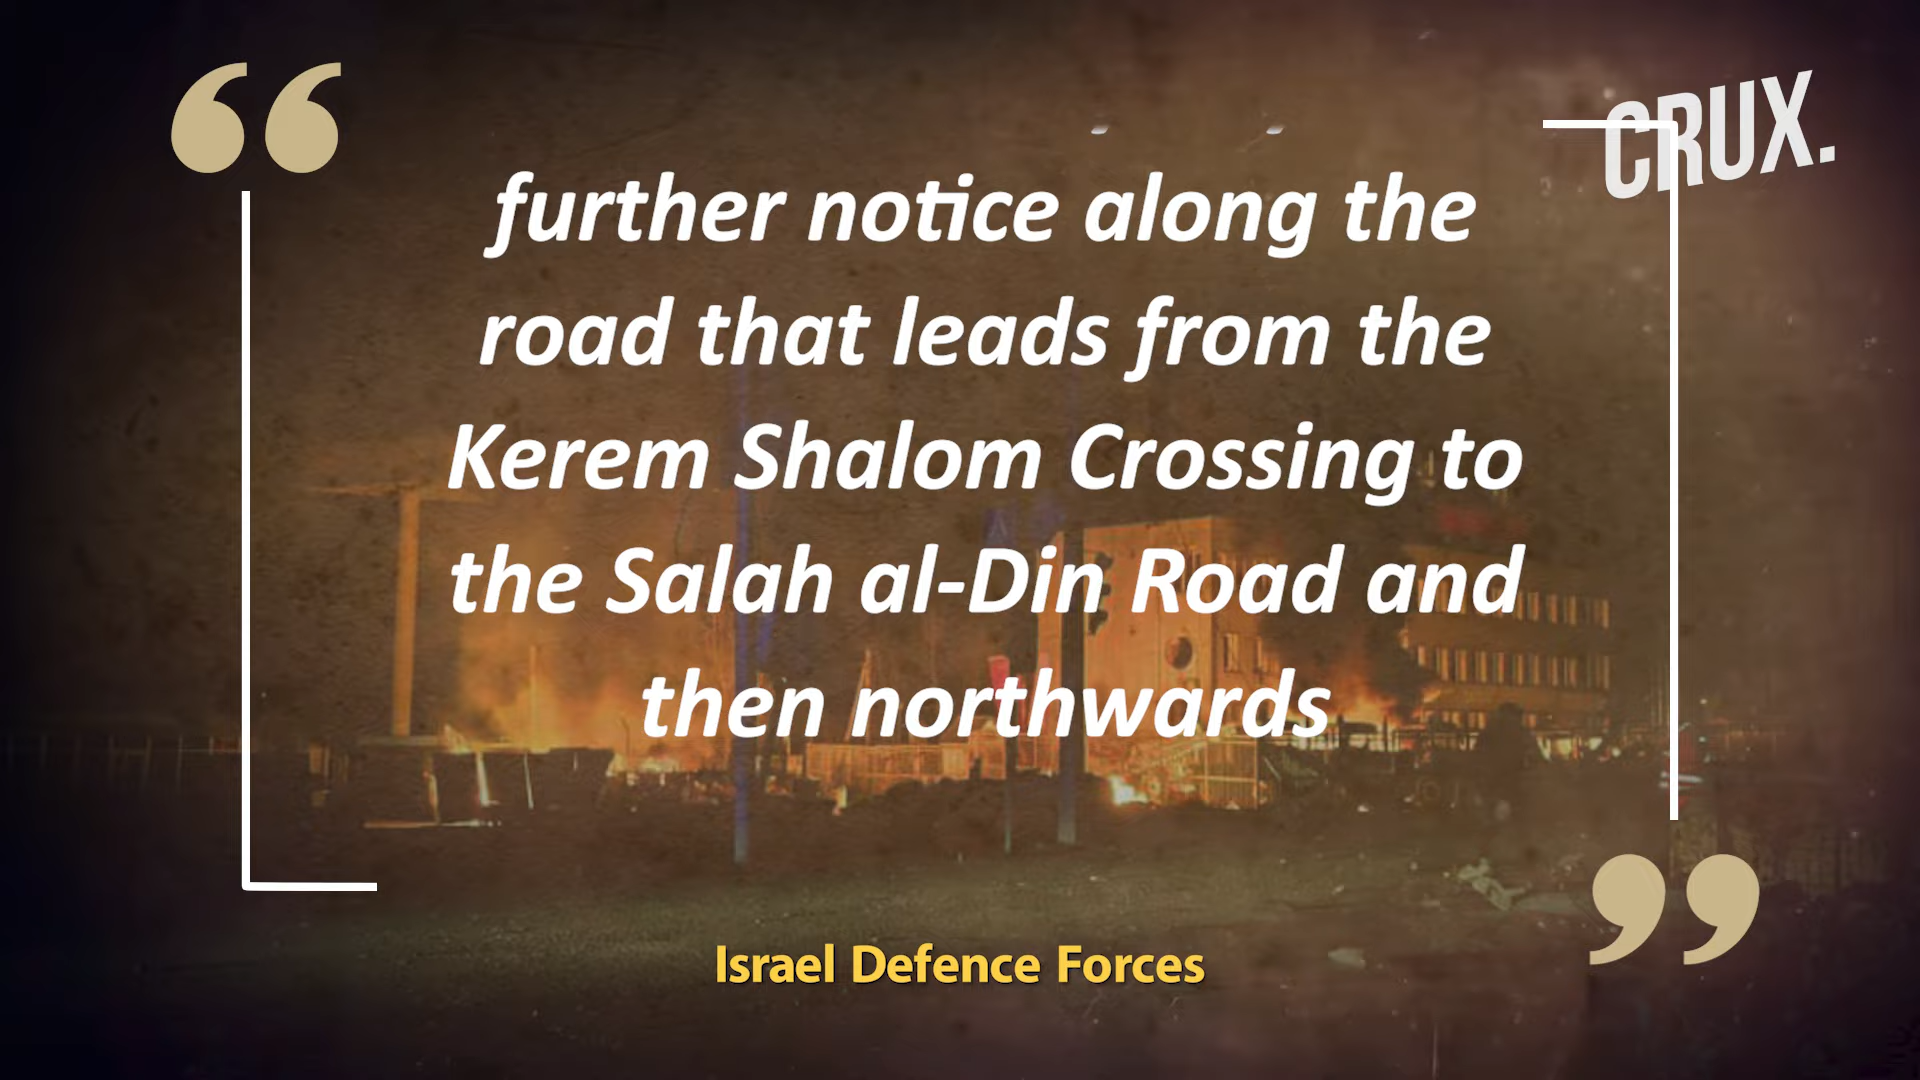 CRUX.
further notice along the
road that leads from the
Kerem Shalom Crossing to
the Salah al-Din Road and
then northwards
Israel Defence Forces